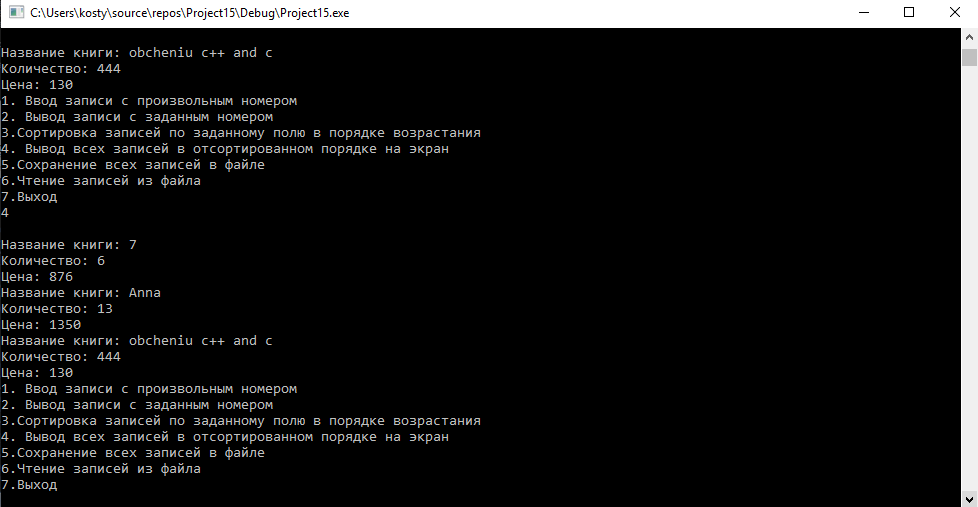 C:\Users\kosty\source\repos\Project15\Debug\Project15.exe
Название книги: obcheniu c++ and c
Количество: 444
Цена: 130
1. Ввод записи с произвольным номером
2. Вывод записи с заданным номером
3.Сортировка записей по заданному полю в порядке возрастания
4. Вывод всех записей в отсортированном порядке на экран
5.Сохранение всех записей в файле
6.Чтение записей из файла
7.Выход
4
Название книги: 7
Количество: 6
Цена: 876
Название книги: Anna
Количество: 13
Цена: 1350
Название книги: obcheniu c++ and c
Количество: 444
Цена: 130
1. Ввод записи с произвольным номером
2. Вывод записи с заданным номером
3.Сортировка записей по заданному полю в порядке возрастания
4. Вывод всех записей в отсортированном порядке на экран
5.Сохранение всех записей в файле
6.Чтение записей из файла
7.Выход